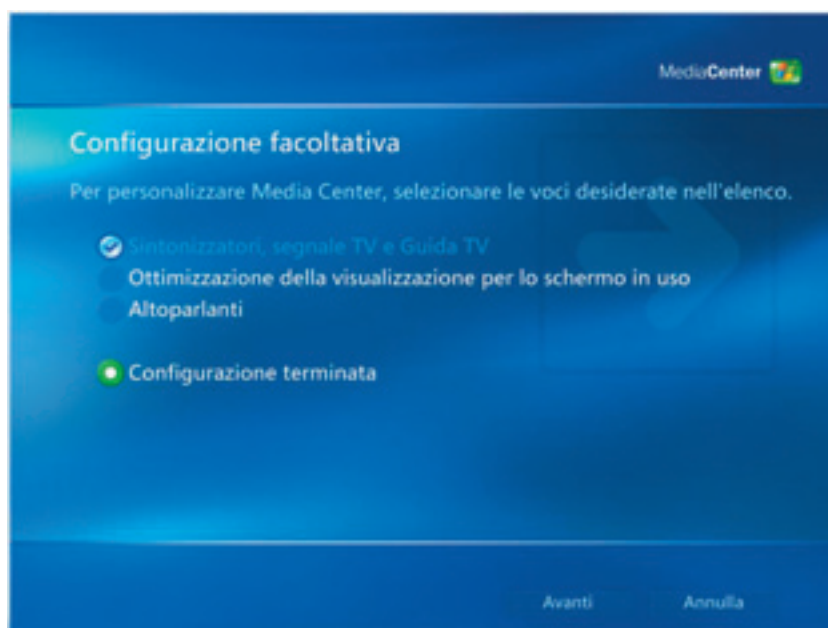 MediaCenter
Configurazione facoltativa
Per personalizzare Media Center, selezionare le voci desiderate nell'elenco.
Sintonizzatori, segnale TV e Guida TV
Ottimizzazione della visualizzazione per lo schermo in uso
Altoparlanti
Configurazione terminata
Avanti Annulla